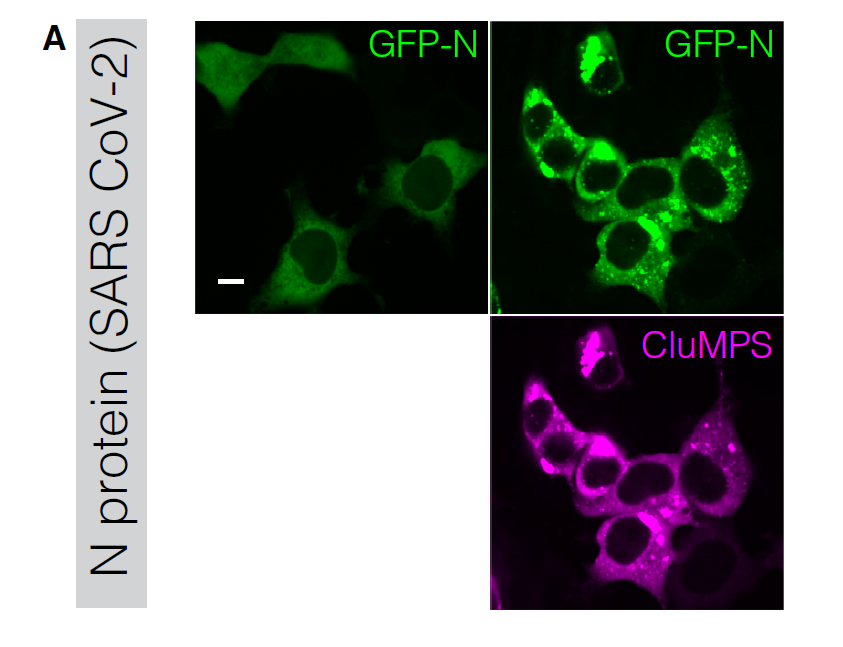 A
N protein (SARS CoV-2)
GFP-N
GFP-N
CluMPS